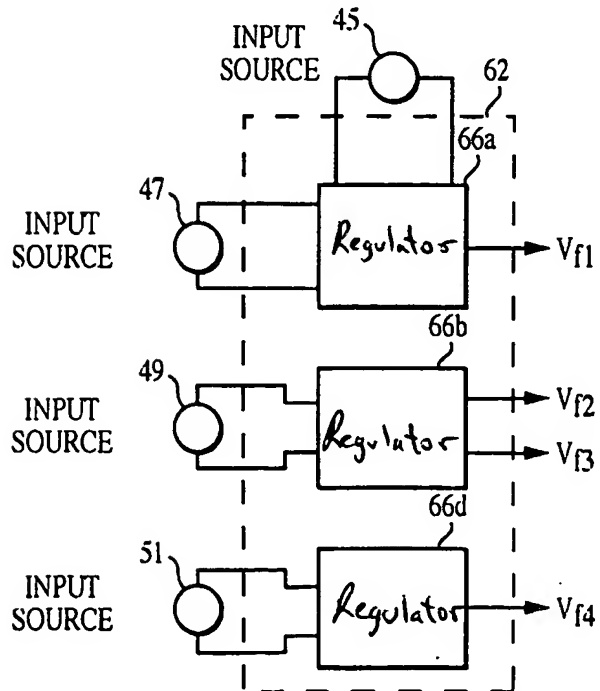 INPUT
SOURCE
45
62
66a
47
INPUT
SOURCE
Regulator
Vf1
66b
49
INPUT
SOURCE
Regulator
Vf2
Vf3
66d
51
INPUT
SOURCE
Regulator
Vf4